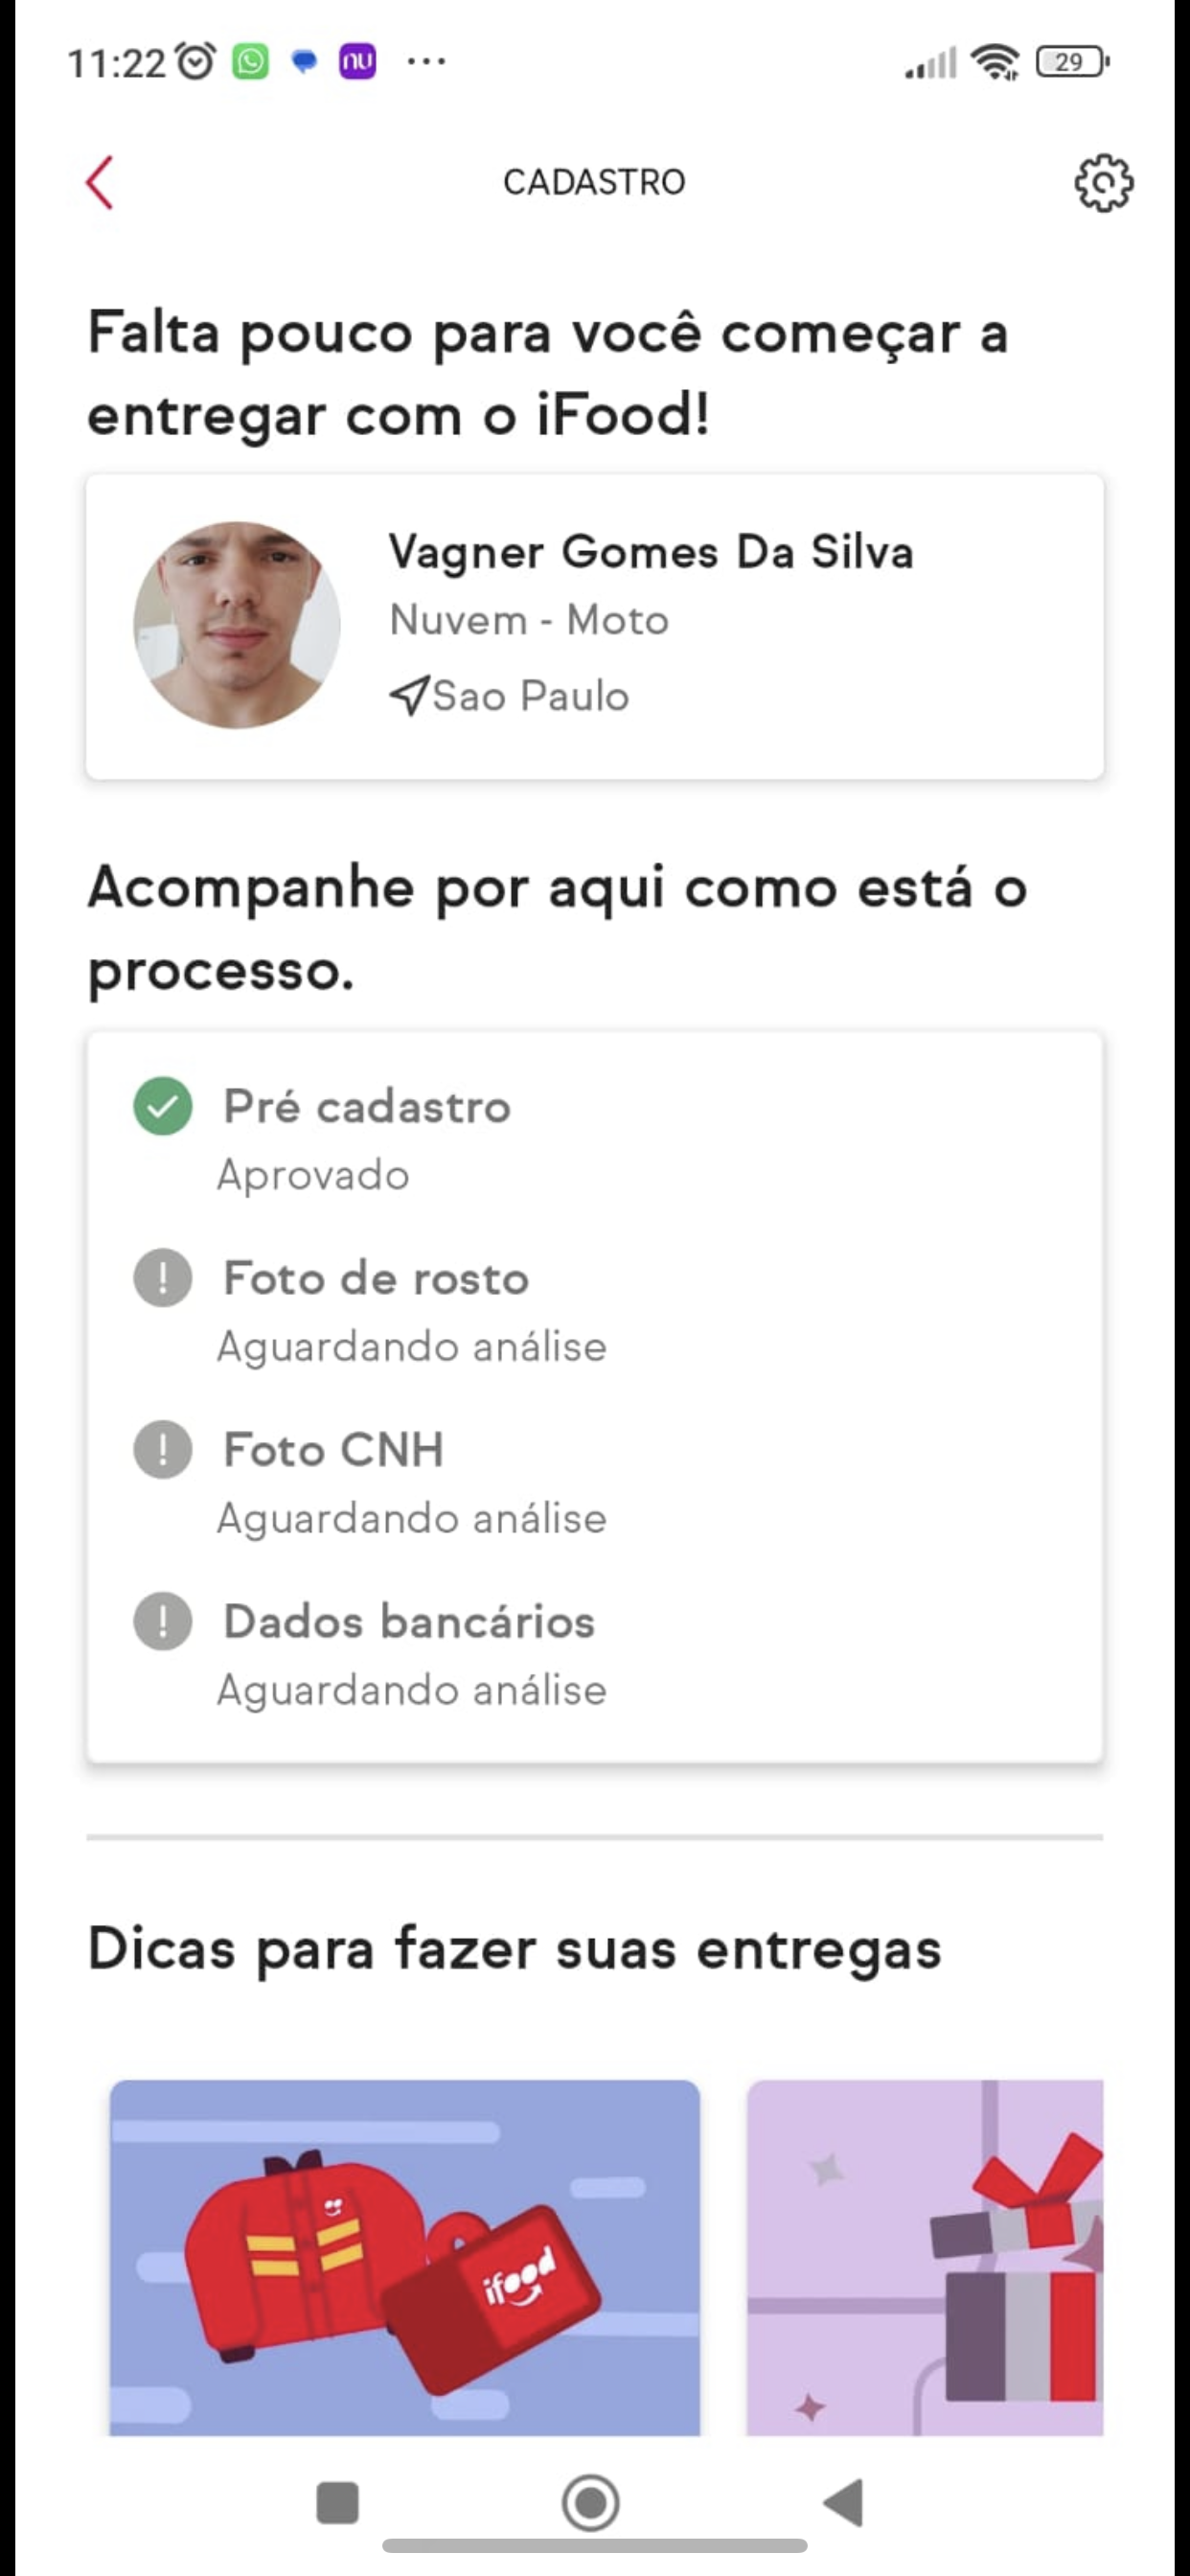 11:22
nu
29
CADASTRO
Falta pouco para você começar a
entregar com o iFood!
Vagner Gomes Da Silva
Nuvem - Moto
Sao Paulo
Acompanhe por aqui como está o
processo.
Pré cadastro
Aprovado
Foto de rosto
Aguardando análise
Foto CNH
Aguardando análise
Dados bancários
Aguardando análise
Dicas para fazer suas entregas
ifood